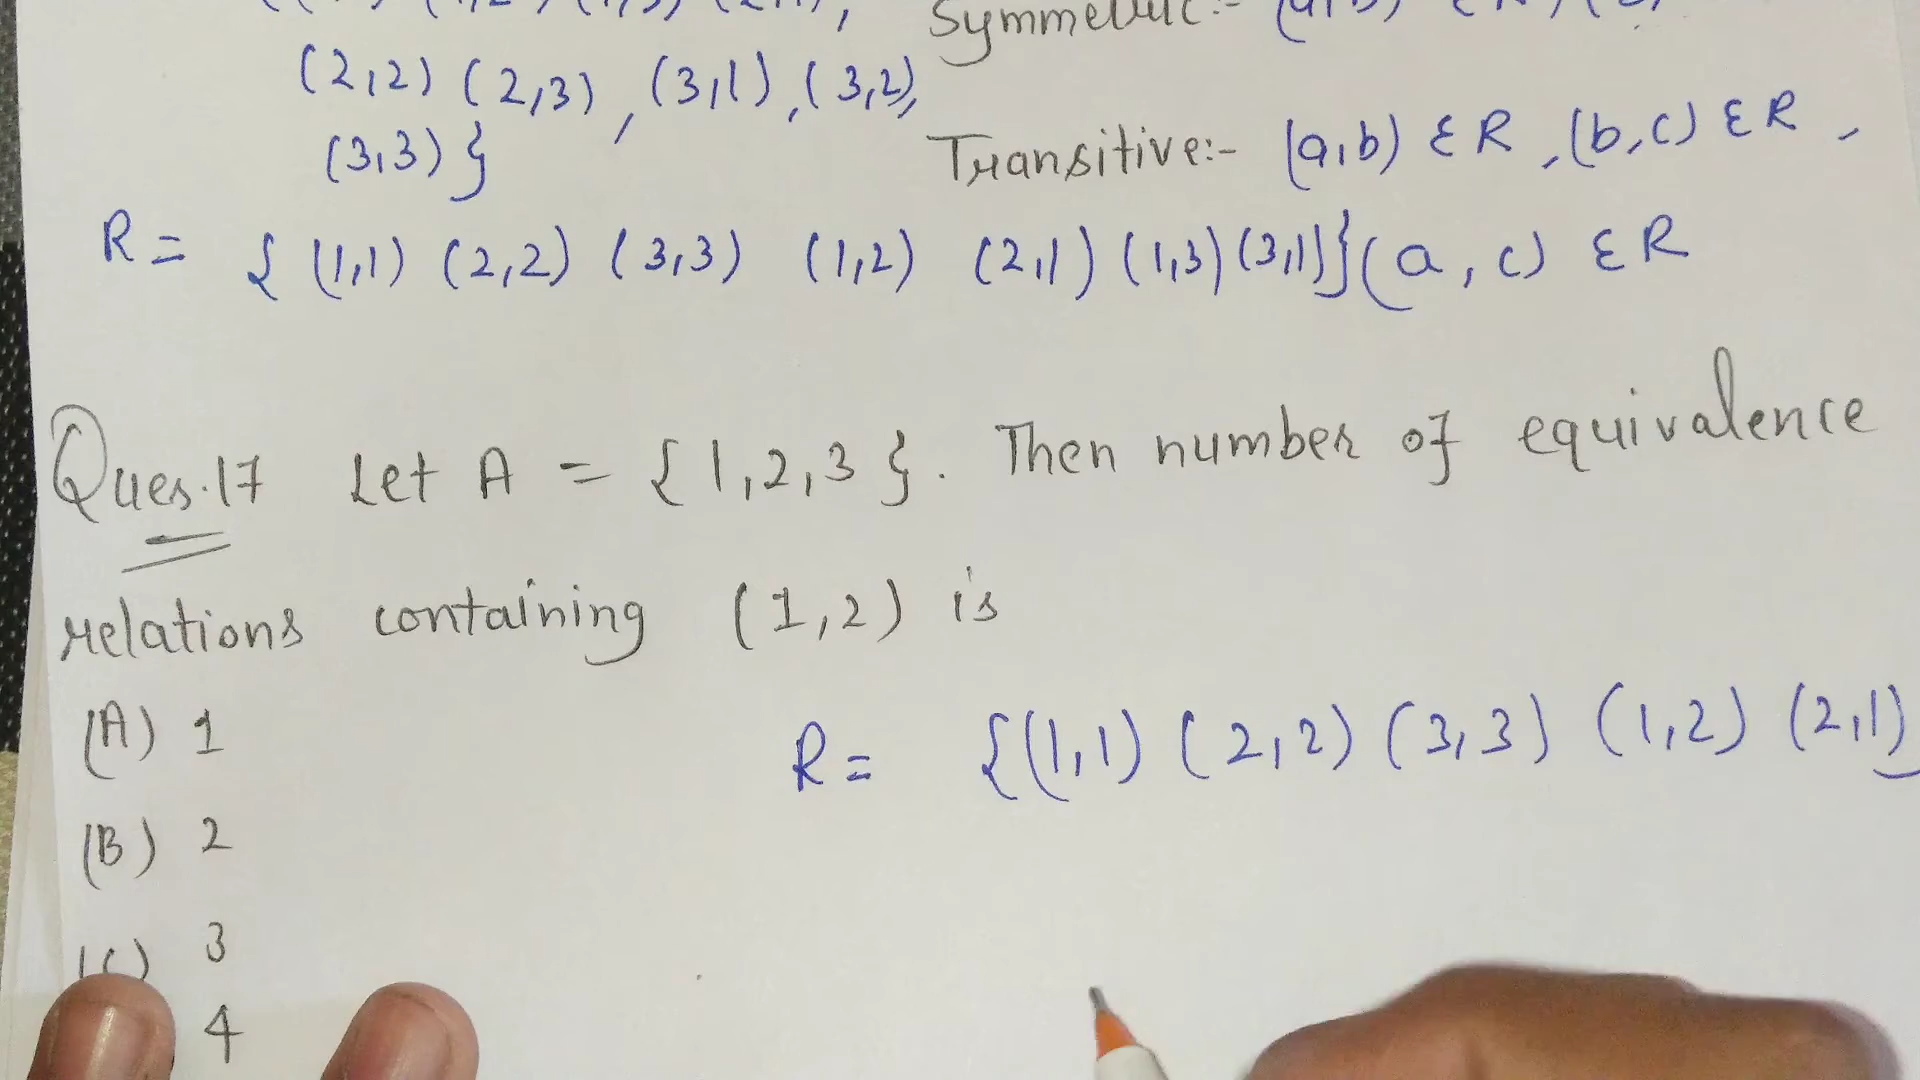 Symmetric:-
(2,2) (2,3), (3,1), (3,2),
(3,3) }
Transitive:- (a,b) ε R, (b,c) ε R,
R = { (1,1) (2,2) (3,3) (1,2) (2,1) (1,3) (3,1)} (a, c) ε R
Ques.17 Let A = {1,2,3}. Then number of equivalence
relations containing (1,2) is
(A) 1
R = {(1,1) (2,2) (3,3) (1,2) (2,1)
(B) 2
(C) 3
4